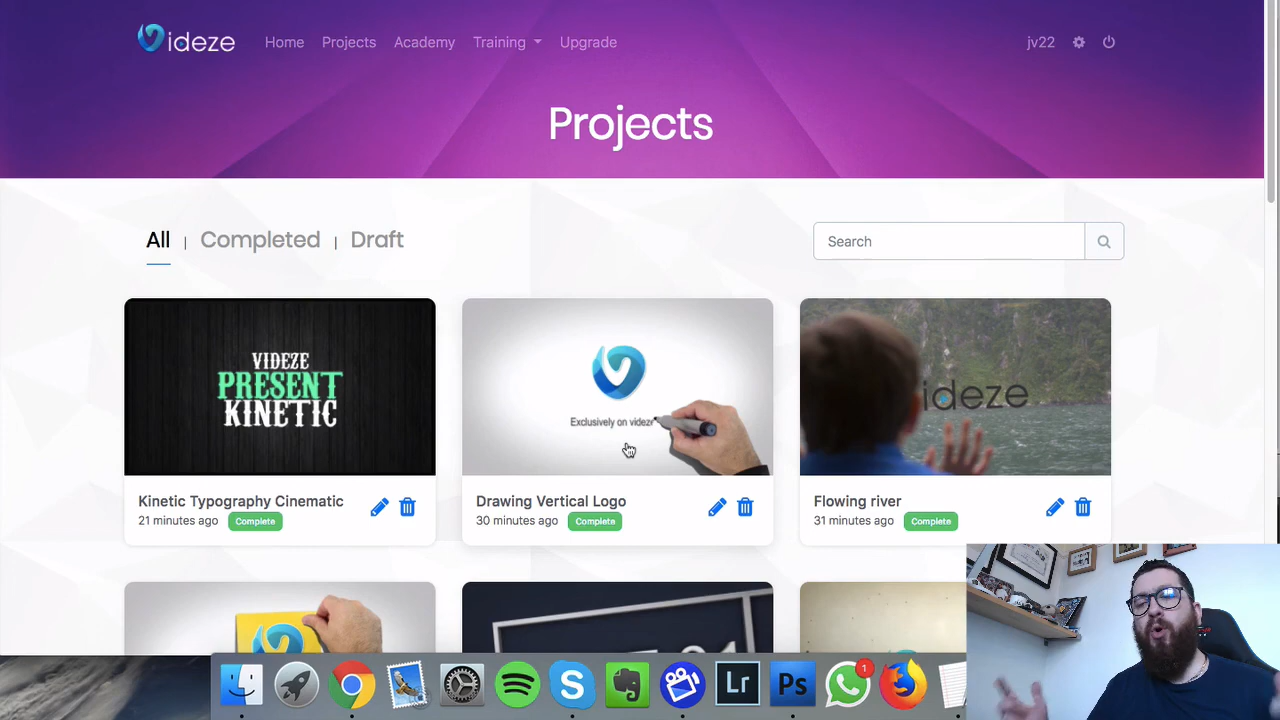 ideze Home Projects Academy Training Upgrade jv22
Projects
All | Completed | Draft
Search
VIDEZE
PRESENT
KINETIC
Exclusively on videze
ideze
Kinetic Typography Cinematic
21 minutes ago Complete
Drawing Vertical Logo
30 minutes ago Complete
Flowing river
31 minutes ago Complete
S
Lr
Ps
1